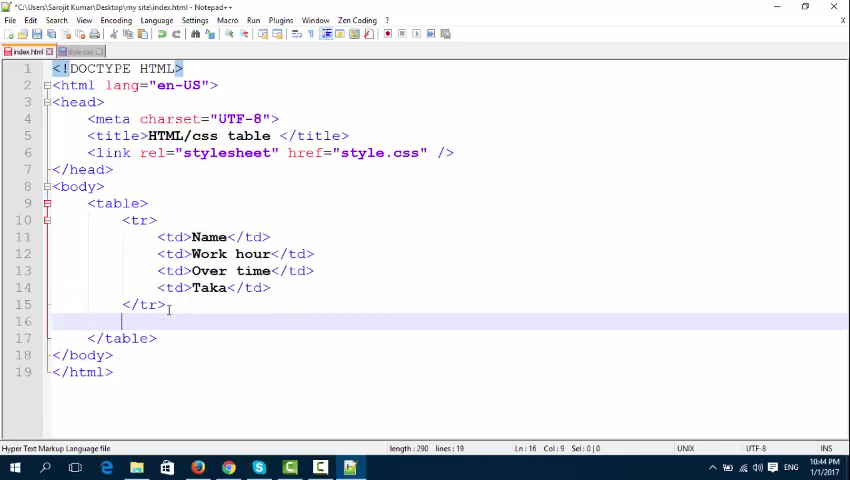 *C:\Users\Sarojit Kumar\Desktop\my site\index.html - Notepad++
File Edit Search View Encoding Language Settings Macro Run Plugins Window Zen Coding ? X
index.html style.css
1 <!DOCTYPE HTML>
2 <html lang="en-US">
3 <head>
4 <meta charset="UTF-8">
5 <title>HTML/css table </title>
6 <link rel="stylesheet" href="style.css" />
7 </head>
8 <body>
9 <table>
10 <tr>
11 <td>Name</td>
12 <td>Work hour</td>
13 <td>Over time</td>
14 <td>Taka</td>
15 </tr>
16
17 </table>
18 </body>
19 </html>
Hyper Text Markup Language file length : 290 lines : 19 Ln : 16 Col : 9 Sel : 0 | 0 UNIX UTF-8 INS
ENG 10:44 PM
1/1/2017